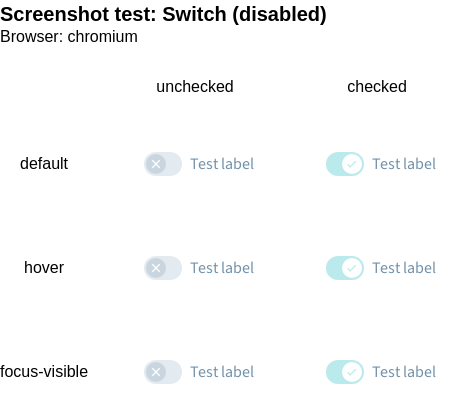 Screenshot test: Switch (disabled)
Browser: chromium
unchecked checked
default Test label Test label
hover Test label Test label
focus-visible Test label Test label